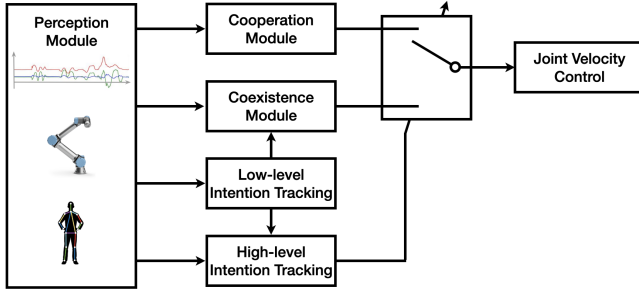 Perception
Module
Cooperation
Module
Coexistence
Module
Low-level
Intention Tracking
High-level
Intention Tracking
Joint Velocity
Control